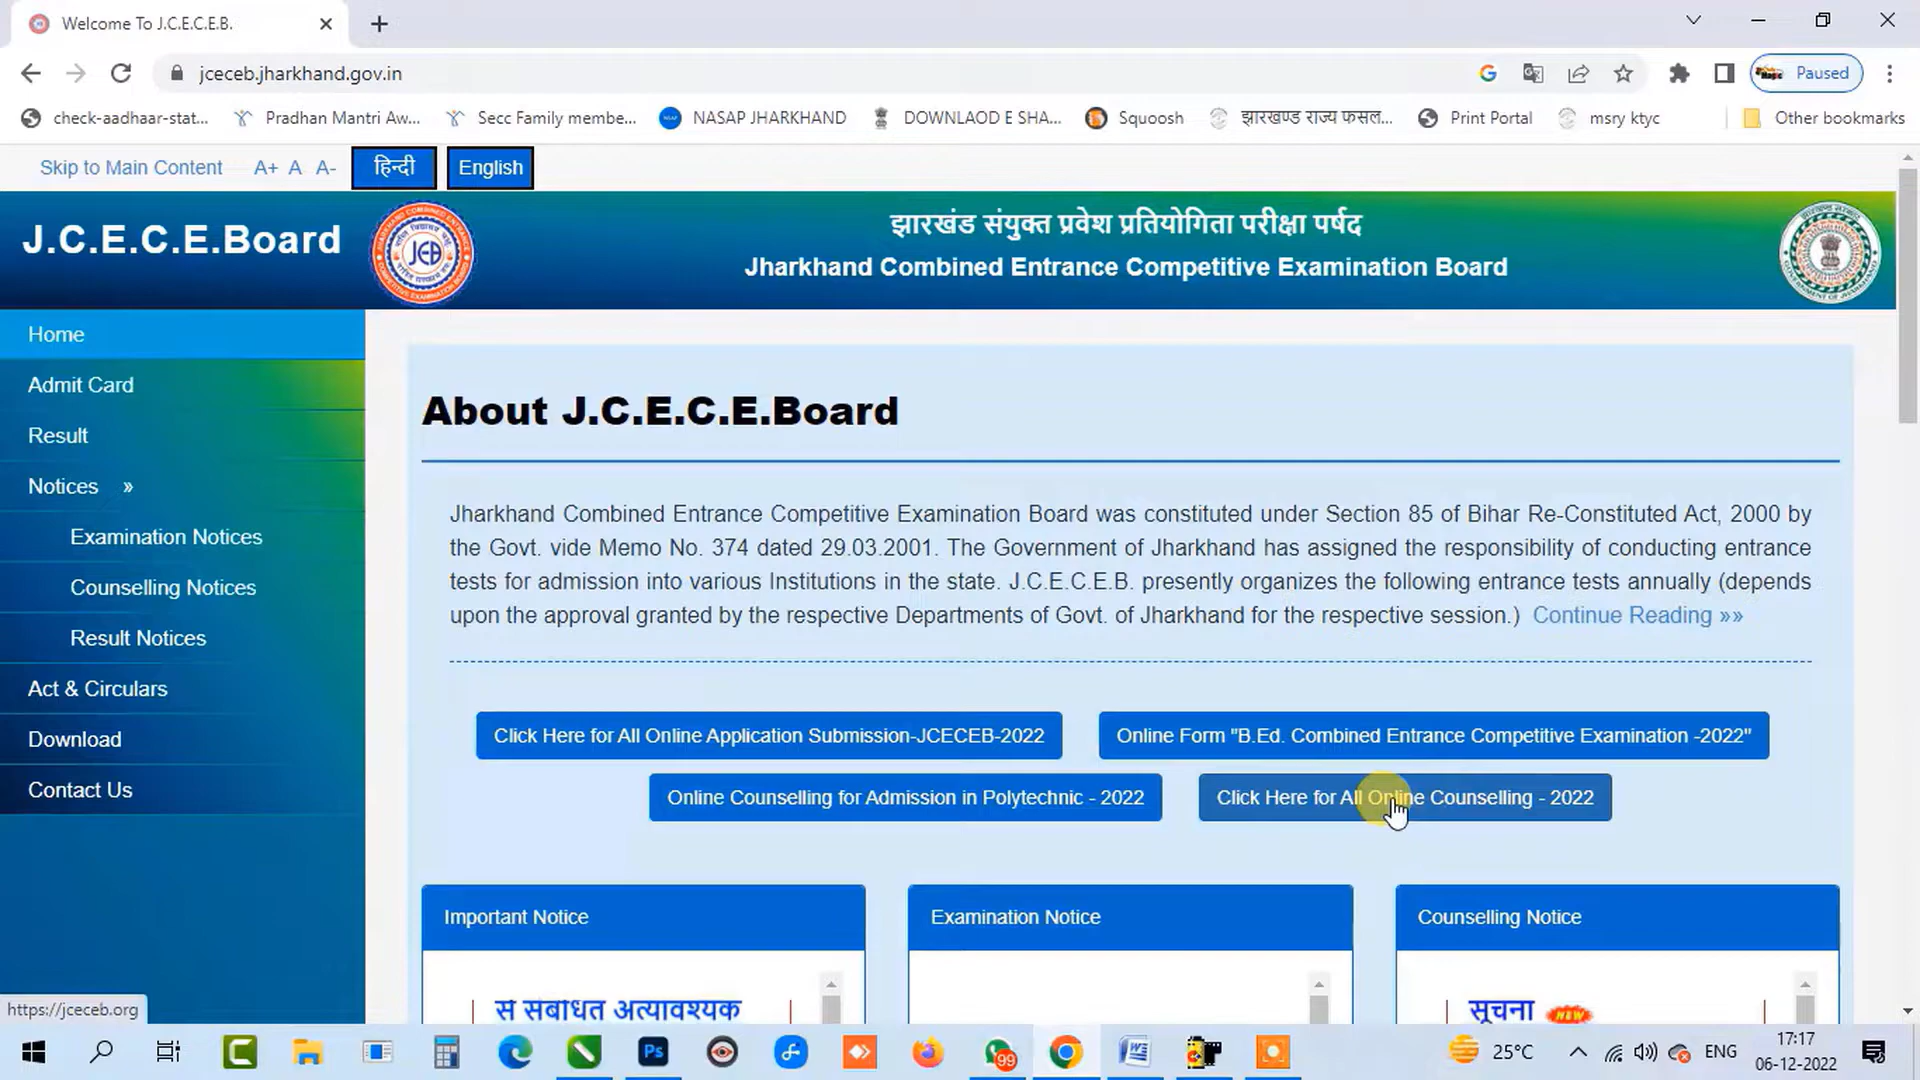 Welcome To J.C.E.C.E.B.
jceceb.jharkhand.gov.in
Paused
check-aadhaar-stat...
Pradhan Mantri Aw...
Secc Family membe...
NASAP JHARKHAND
DOWNLAOD E SHA...
Squoosh
झारखण्ड राज्य फसल...
Print Portal
msry ktyc
Other bookmarks
Skip to Main Content A+ A A- हिन्दी English
J.C.E.C.E.Board
JEB
झारखंड संयुक्त प्रवेश प्रतियोगिता परीक्षा पर्षद
Jharkhand Combined Entrance Competitive Examination Board
Home
Admit Card
Result
Notices »
Examination Notices
Counselling Notices
Result Notices
Act & Circulars
Download
Contact Us
About J.C.E.C.E.Board
Jharkhand Combined Entrance Competitive Examination Board was constituted under Section 85 of Bihar Re-Constituted Act, 2000 by
the Govt. vide Memo No. 374 dated 29.03.2001. The Government of Jharkhand has assigned the responsibility of conducting entrance
tests for admission into various Institutions in the state. J.C.E.C.E.B. presently organizes the following entrance tests annually (depends
upon the approval granted by the respective Departments of Govt. of Jharkhand for the respective session.) Continue Reading »»
Click Here for All Online Application Submission-JCECEB-2022
Online Form "B.Ed. Combined Entrance Competitive Examination -2022"
Online Counselling for Admission in Polytechnic - 2022
Click Here for All Online Counselling - 2022
Important Notice
Examination Notice
Counselling Notice
अत्यावश्यक
सूचना NEW
https://jceceb.org
Ps
99
25°C
ENG
17:17
06-12-2022